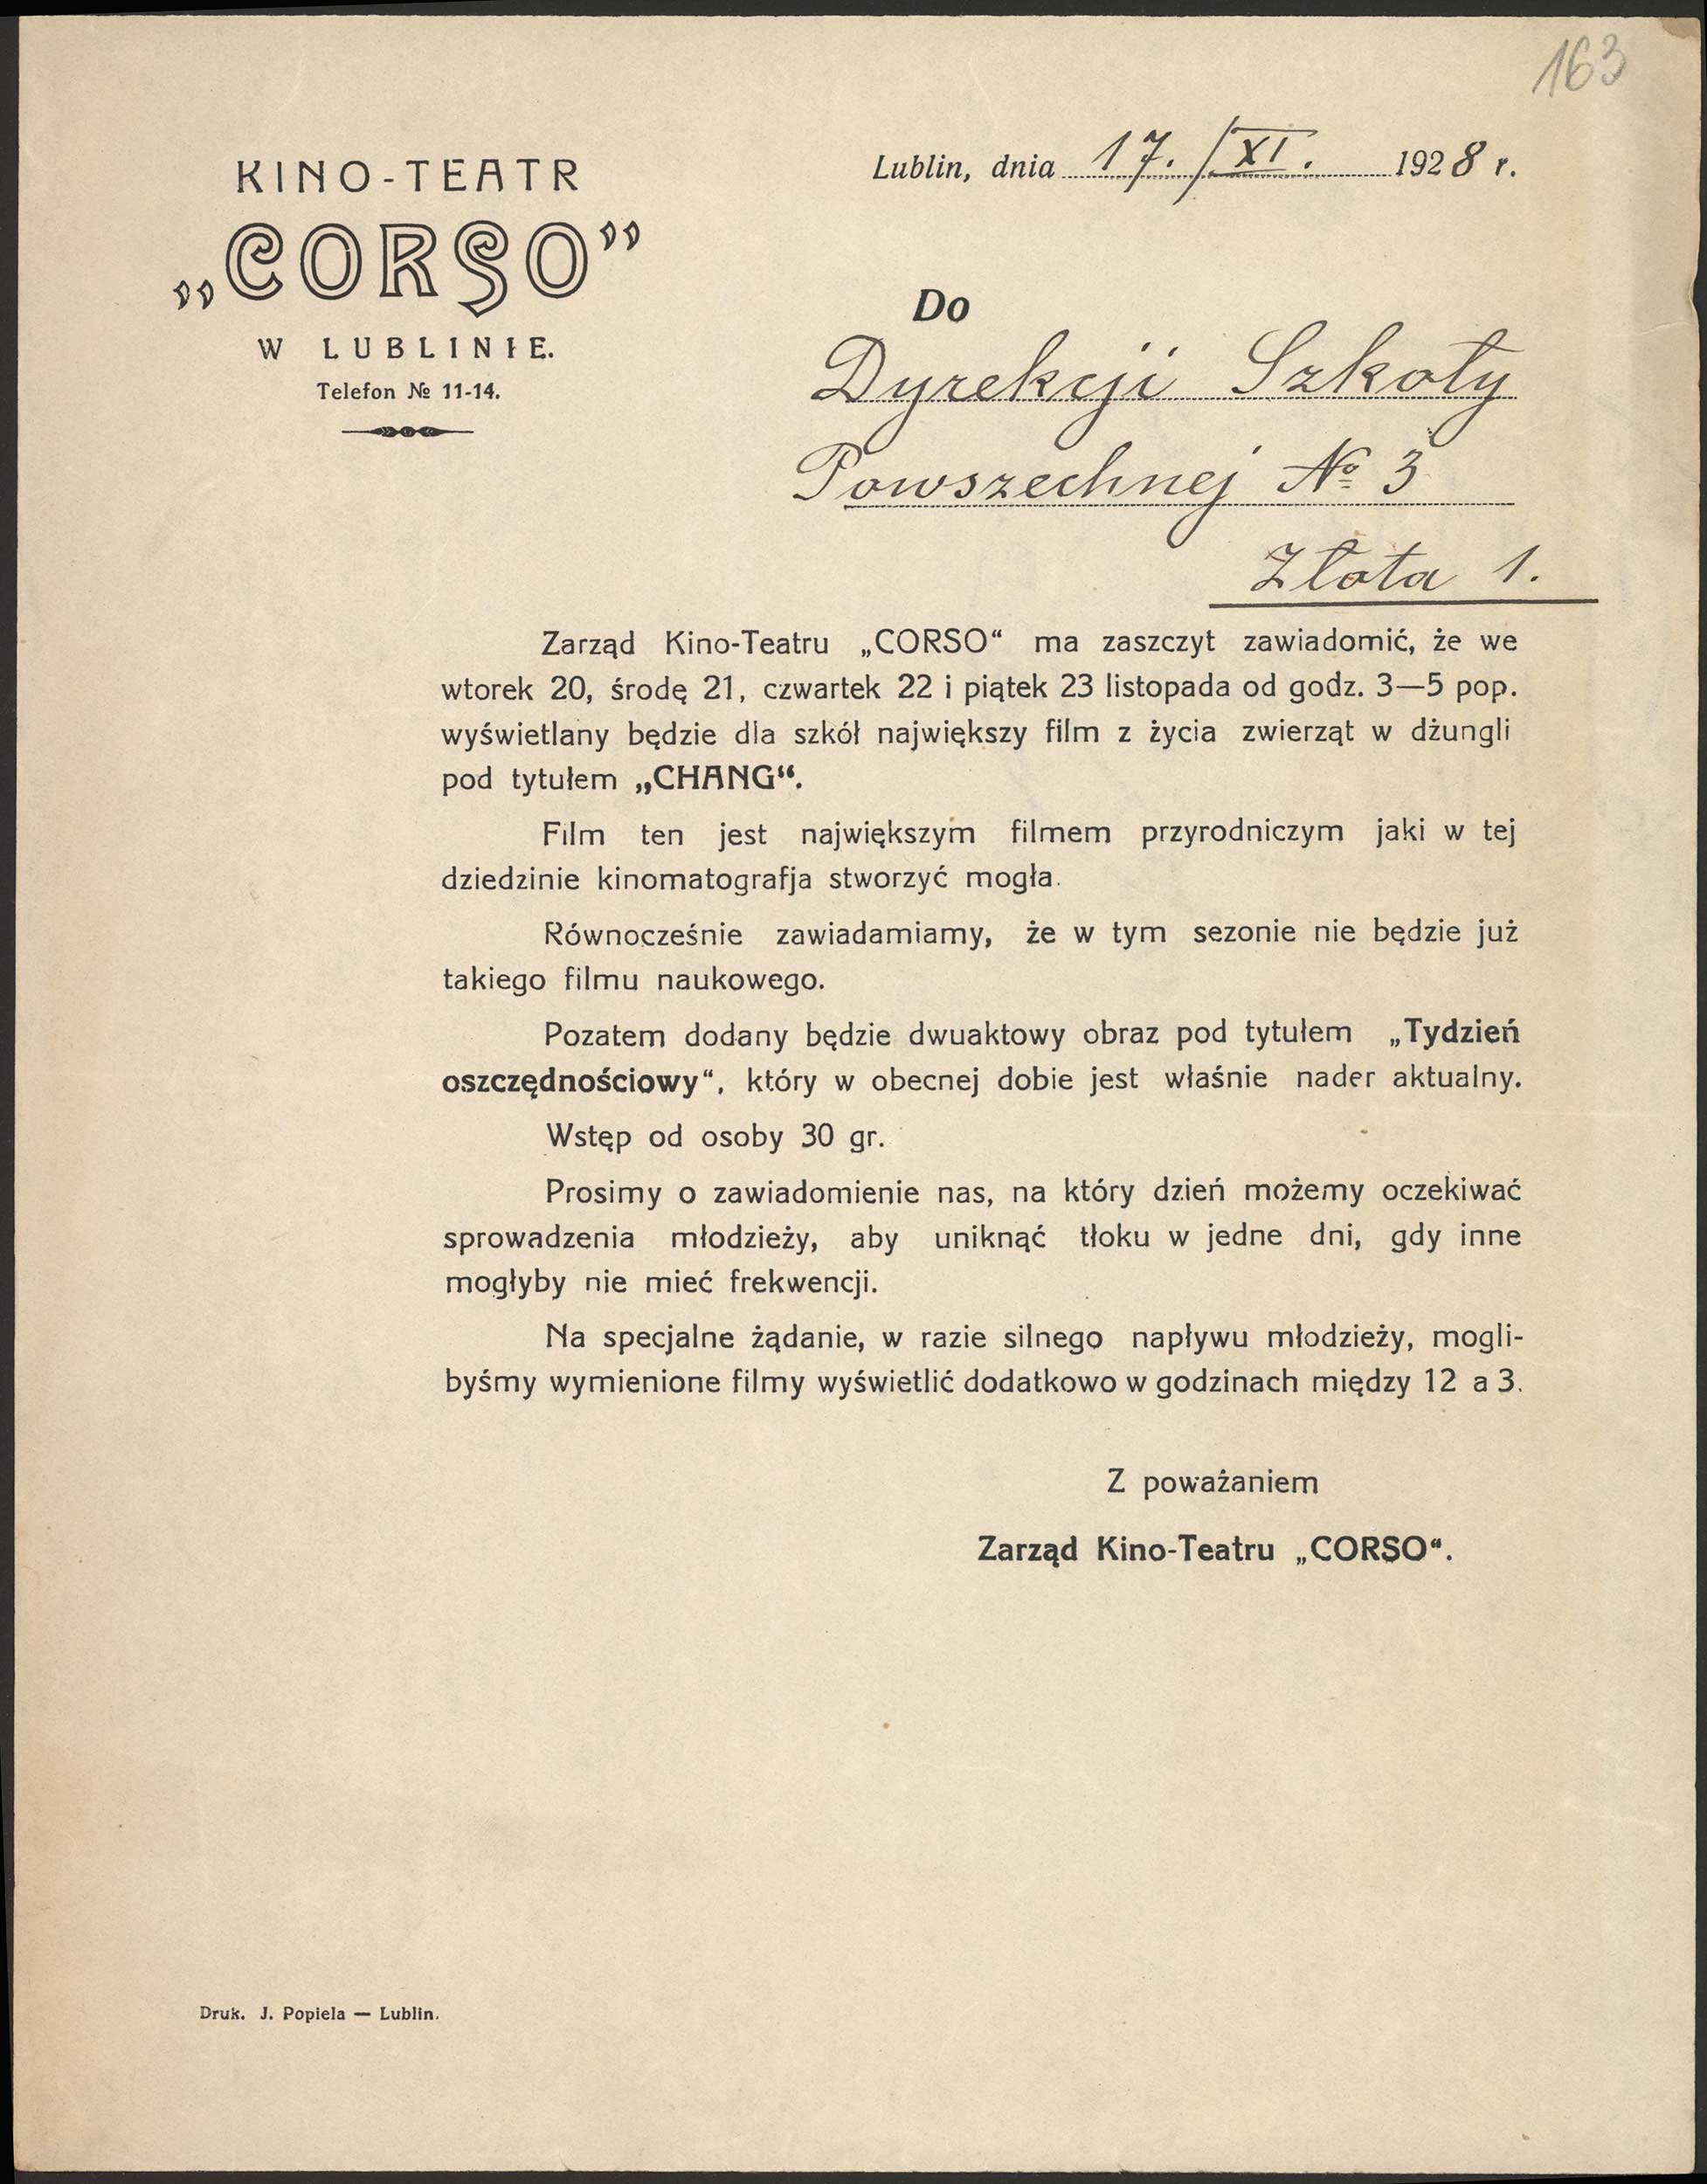 163
KINO-TEATR
„CORSO”
W LUBLINIE.
Telefon № 11-14.
Lublin, dnia 17./XI. 1928 r.
Do
Dyrekcji Szkoły
Powszechnej № 3
Złota 1.
Zarząd Kino-Teatru „CORSO“ ma zaszczyt zawiadomić, że we
wtorek 20, środę 21, czwartek 22 i piątek 23 listopada od godz. 3—5 pop.
wyświetlany będzie dla szkół największy film z życia zwierząt w dżungli
pod tytułem „CHANG“.
Film ten jest największym filmem przyrodniczym jaki w tej
dziedzinie kinomatografja stworzyć mogła.
Równocześnie zawiadamiamy, że w tym sezonie nie będzie już
takiego filmu naukowego.
Pozatem dodany będzie dwuaktowy obraz pod tytułem „Tydzień
oszczędnościowy“, który w obecnej dobie jest właśnie nader aktualny.
Wstęp od osoby 30 gr.
Prosimy o zawiadomienie nas, na który dzień możemy oczekiwać
sprowadzenia młodzieży, aby uniknąć tłoku w jedne dni, gdy inne
mogłyby nie mieć frekwencji.
Na specjalne żądanie, w razie silnego napływu młodzieży, mogli-
byśmy wymienione filmy wyświetlić dodatkowo w godzinach między 12 a 3.
Z poważaniem
Zarząd Kino-Teatru „CORSO“.
Druk. J. Popiela — Lublin.